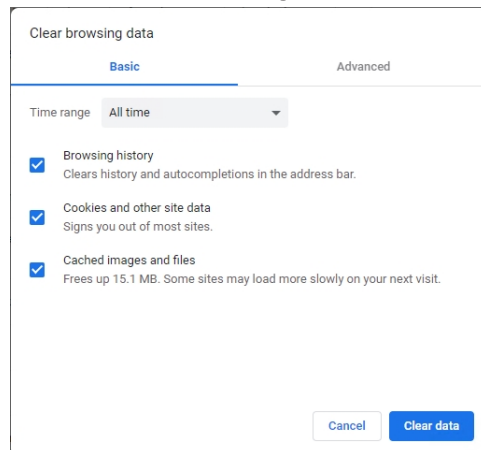 Clear browsing data
Basic Advanced
Time range All time
Browsing history
Clears history and autocompletions in the address bar.
Cookies and other site data
Signs you out of most sites.
Cached images and files
Frees up 15.1 MB. Some sites may load more slowly on your next visit.
Cancel Clear data